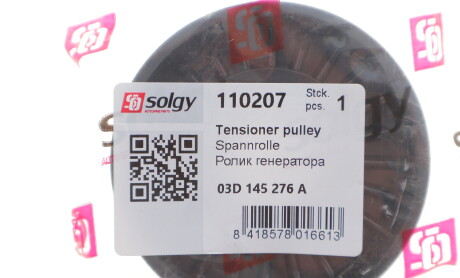 solgy
110207
Stck.
pcs. 1
Tensioner pulley
Spannrolle
Ролик генератора
03D 145 276 A
8 418578 016613